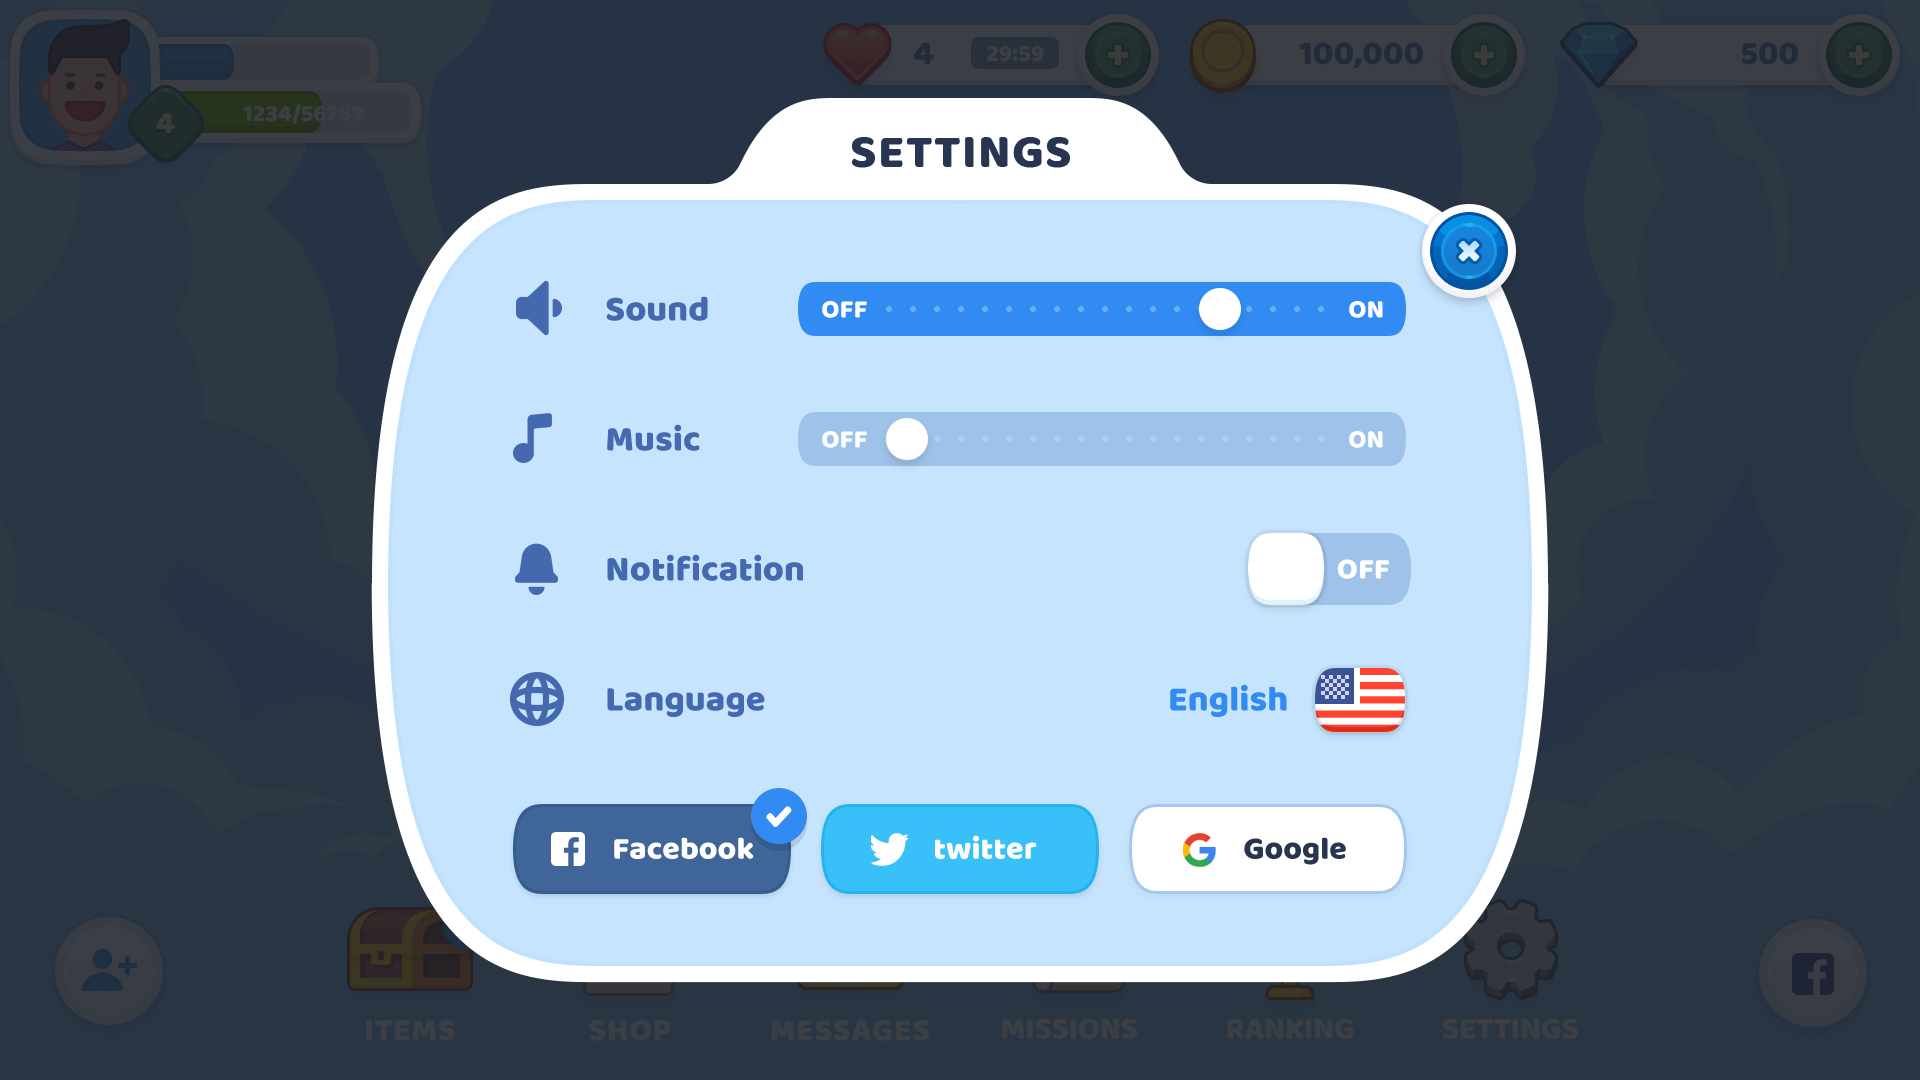 4
29:59
100,000
500
4
1234/56789
SETTINGS
Sound
OFF
ON
Music
OFF
ON
Notification
OFF
Language
English
Facebook
twitter
Google
ITEMS
SHOP
MESSAGES
MISSIONS
RANKING
SETTINGS